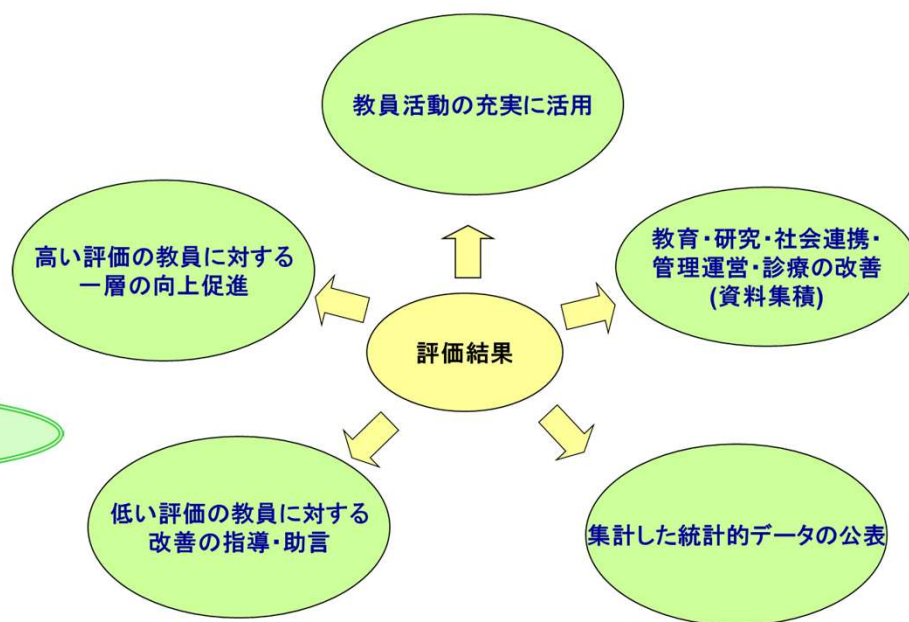 教員活動の充実に活用
高い評価の教員に対する
一層の向上促進
教育・研究・社会連携・
管理運営・診療の改善
(資料集積)
評価結果
低い評価の教員に対する
改善の指導・助言
集計した統計的データの公表